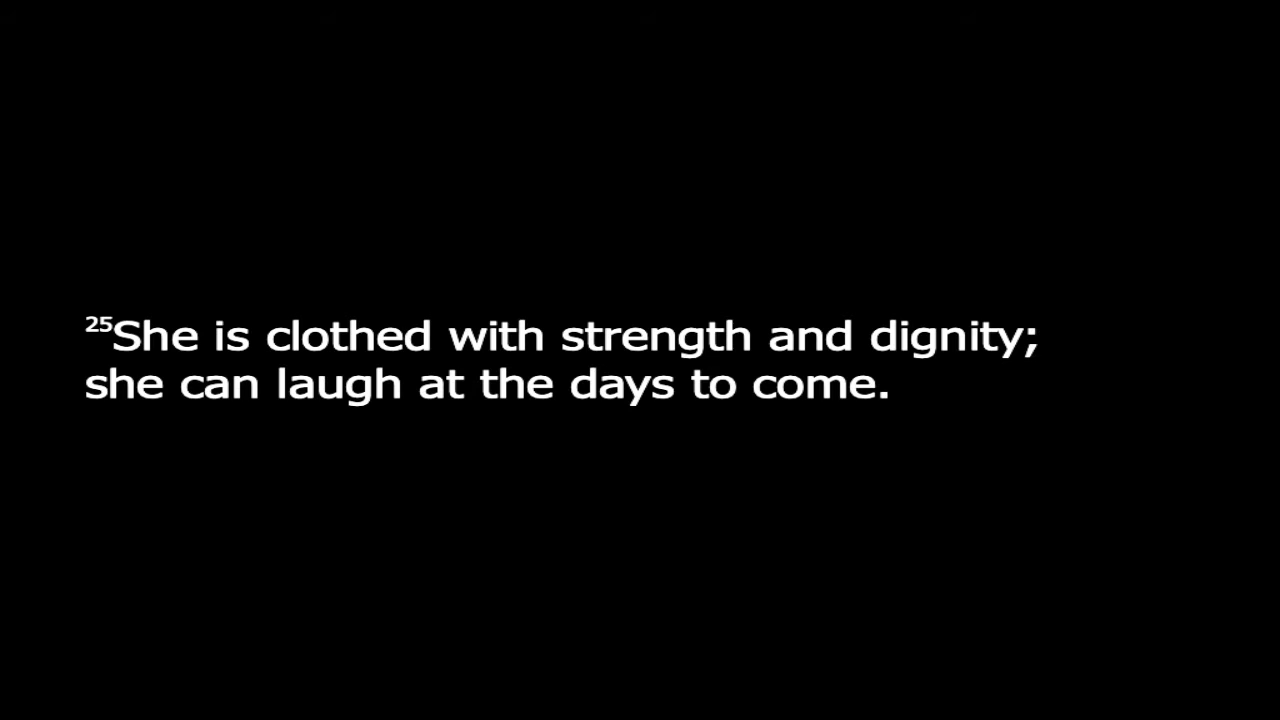 ²⁵She is clothed with strength and dignity;
she can laugh at the days to come.